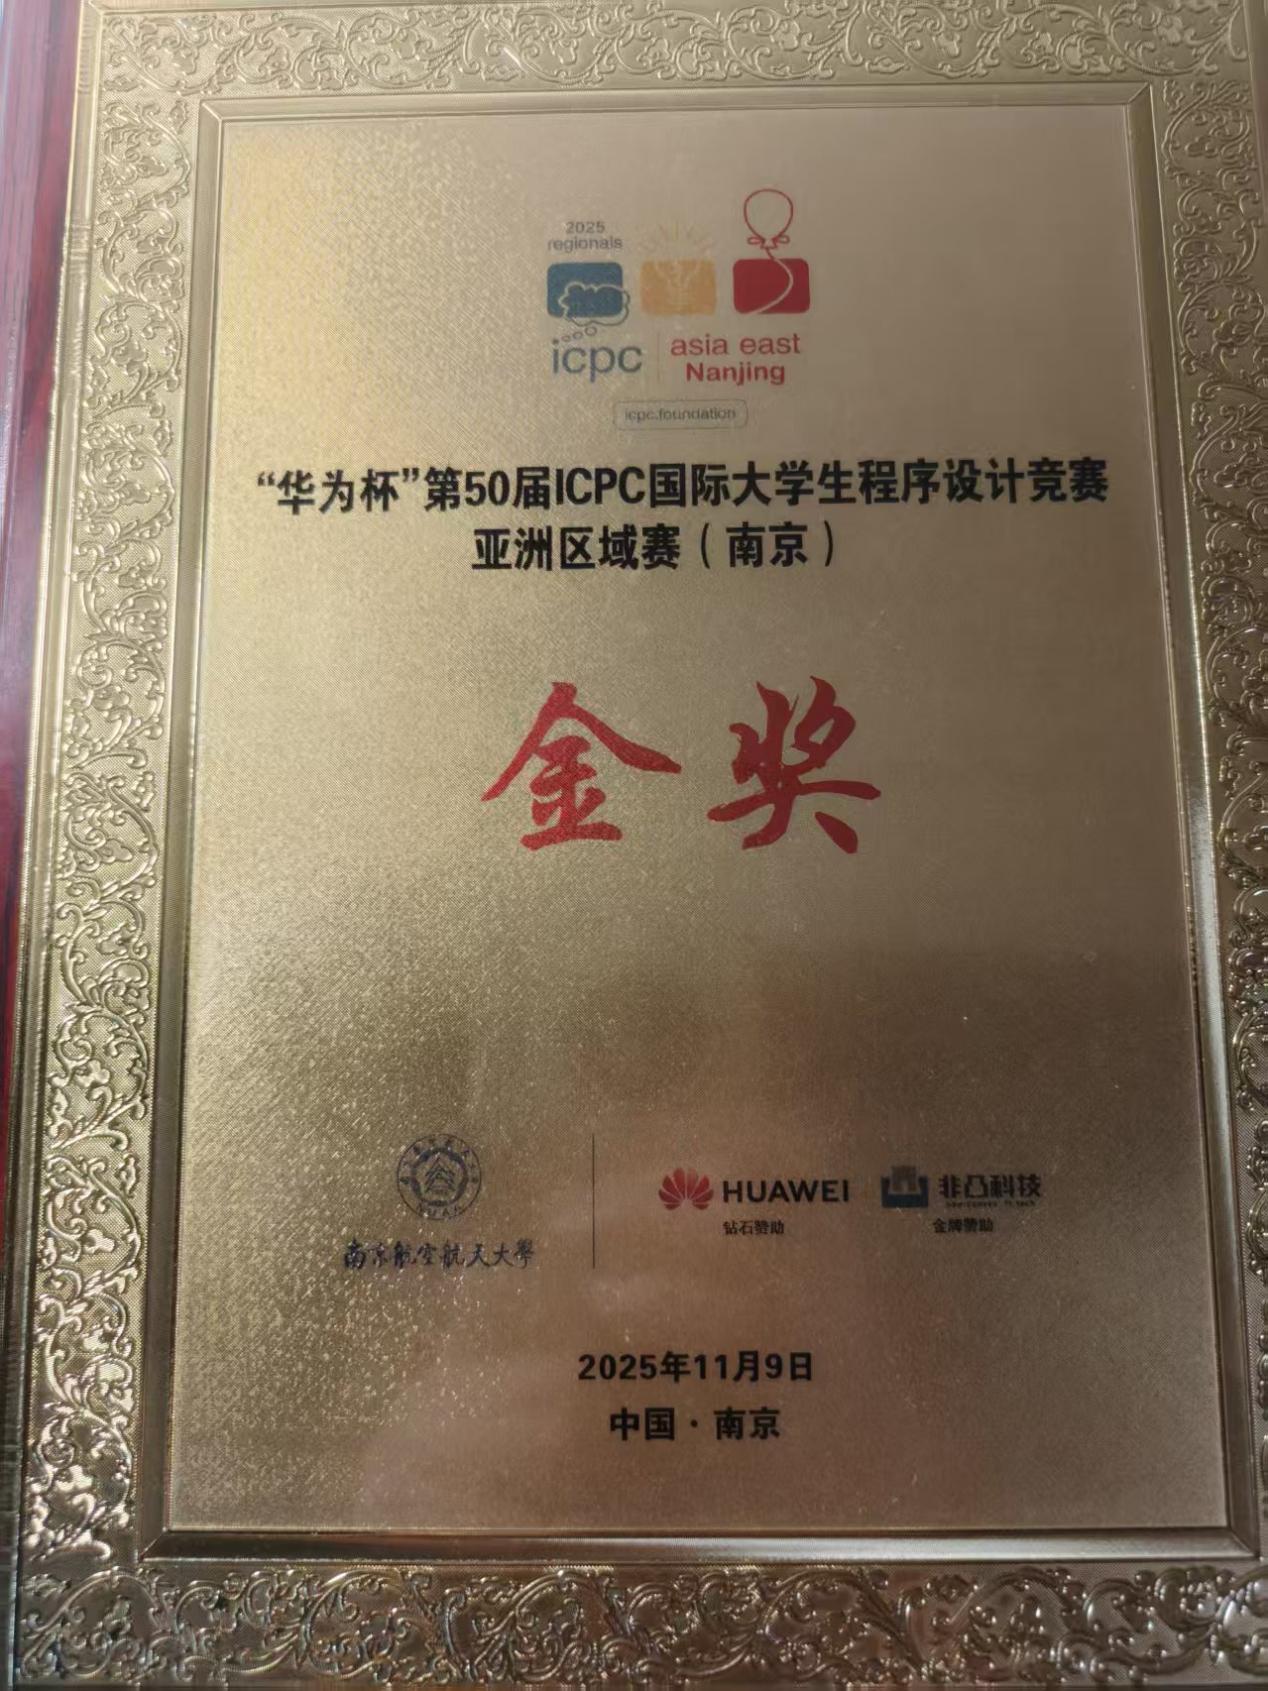 2025
regionals
icpc
asia east
Nanjing
icpc.foundation
“华为杯”第50届ICPC国际大学生程序设计竞赛
亚洲区域赛（南京）
金奖
南京航空航天大學
HUAWEI
钻石赞助
非凸科技
金牌赞助
2025年11月9日
中国·南京